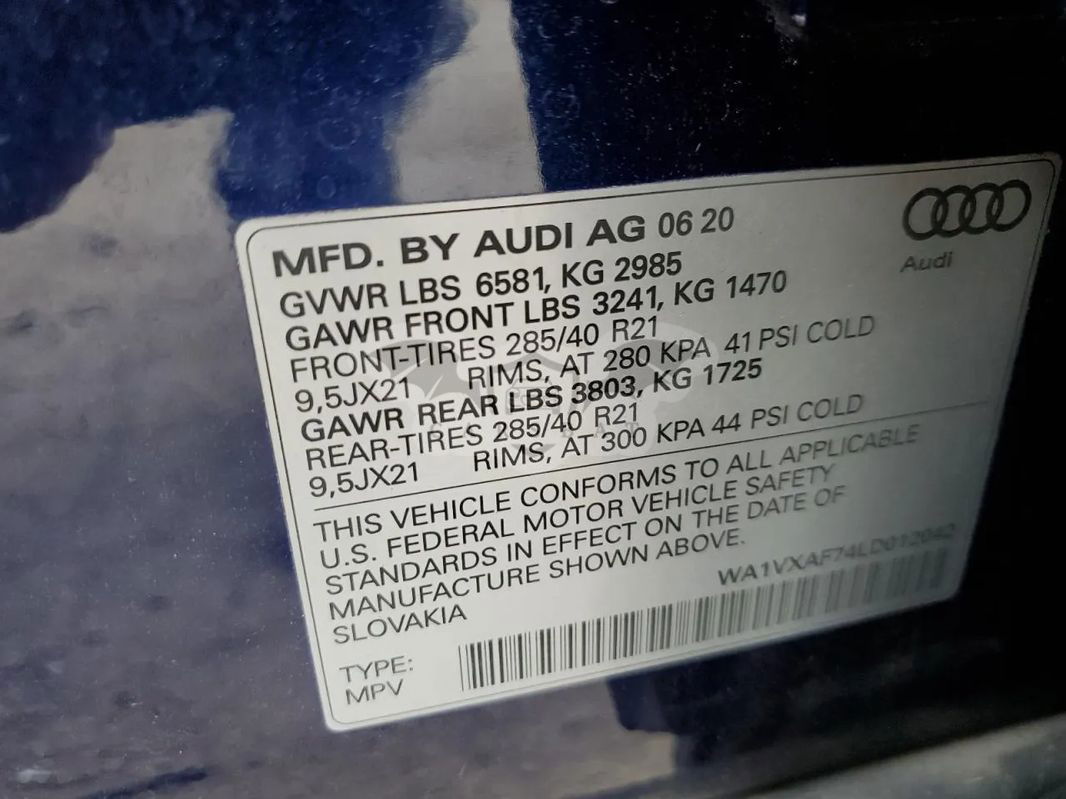 MFD. BY AUDI AG 06 20
Audi
GVWR LBS 6581, KG 2985
GAWR FRONT LBS 3241, KG 1470
FRONT-TIRES 285/40 R21
9,5JX21 RIMS, AT 280 KPA 41 PSI COLD
GAWR REAR LBS 3803, KG 1725
REAR-TIRES 285/40 R21
9,5JX21 RIMS, AT 300 KPA 44 PSI COLD
THIS VEHICLE CONFORMS TO ALL APPLICABLE
U.S. FEDERAL MOTOR VEHICLE SAFETY
STANDARDS IN EFFECT ON THE DATE OF
MANUFACTURE SHOWN ABOVE.
SLOVAKIA
WA1VXAF74LD012042
TYPE:
MPV